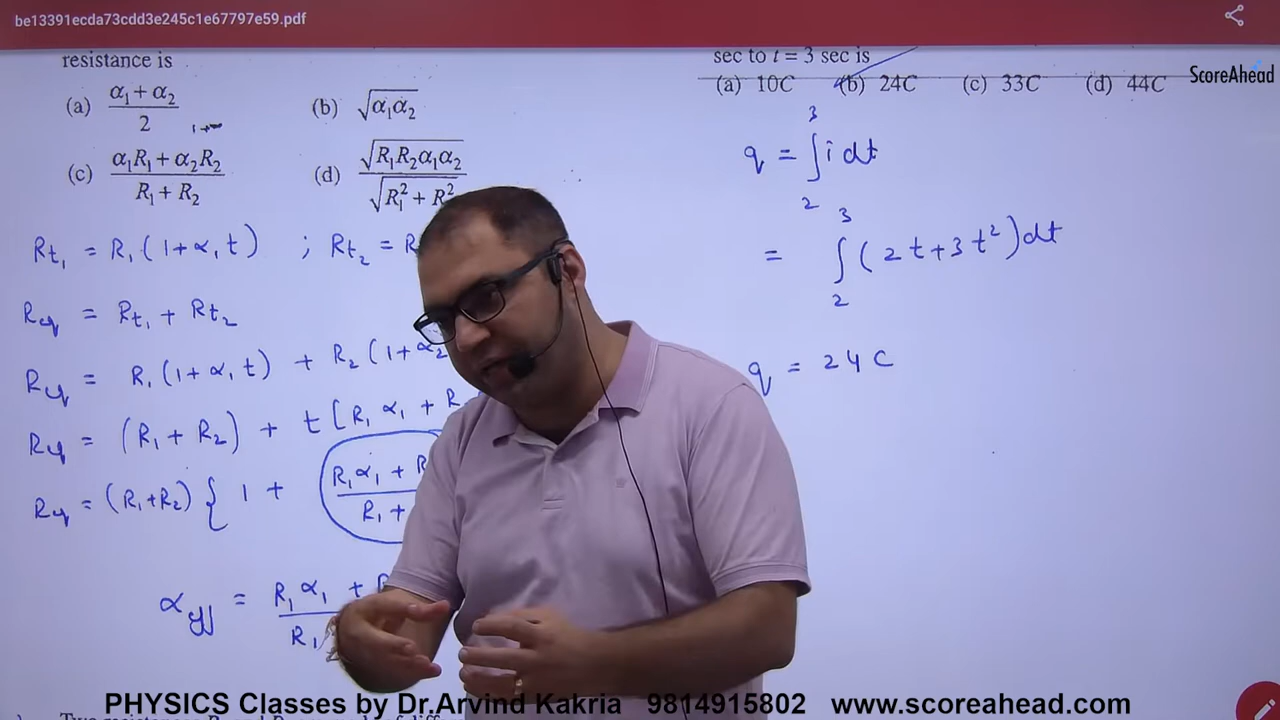 be13391ecda73cdd3e245c1e67797e59.pdf
resistance is
(a) α₁ + α₂ / 2
(b) √α₁α₂
(c) α₁R₁ + α₂R₂ / R₁ + R₂
(d) √R₁R₂α₁α₂ / √R₁² + R²
Rt₁ = R₁(1+α₁t) ; Rt₂ = R
Req = Rt₁ + Rt₂
Req = R₁(1+α₁t) + R₂(1+α₂
Req = (R₁+R₂) + t[R₁α₁ + R
Req = (R₁+R₂) { 1 + R₁α₁ + R / R₁ +
αeff = R₁α₁ + R / R₁
sec to t = 3 sec is
(a) 10C (b) 24C (c) 33C (d) 44C
ScoreAhead
q = ∫₂³ i dt
= ∫₂³ (2t+3t²)dt
q = 24 C
PHYSICS Classes by Dr.Arvind Kakria 9814915802 www.scoreahead.com